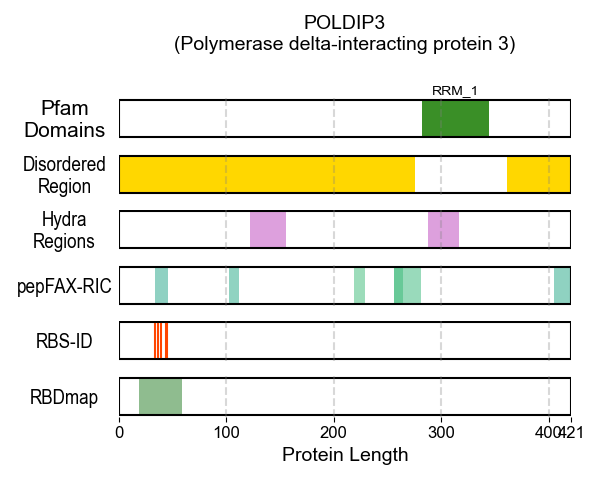 POLDIP3
(Polymerase delta-interacting protein 3)
RRM_1
Pfam
Domains
Disordered
Region
Hydra
Regions
pepFAX-RIC
RBS-ID
RBDmap
0 100 200 300 400 421
Protein Length